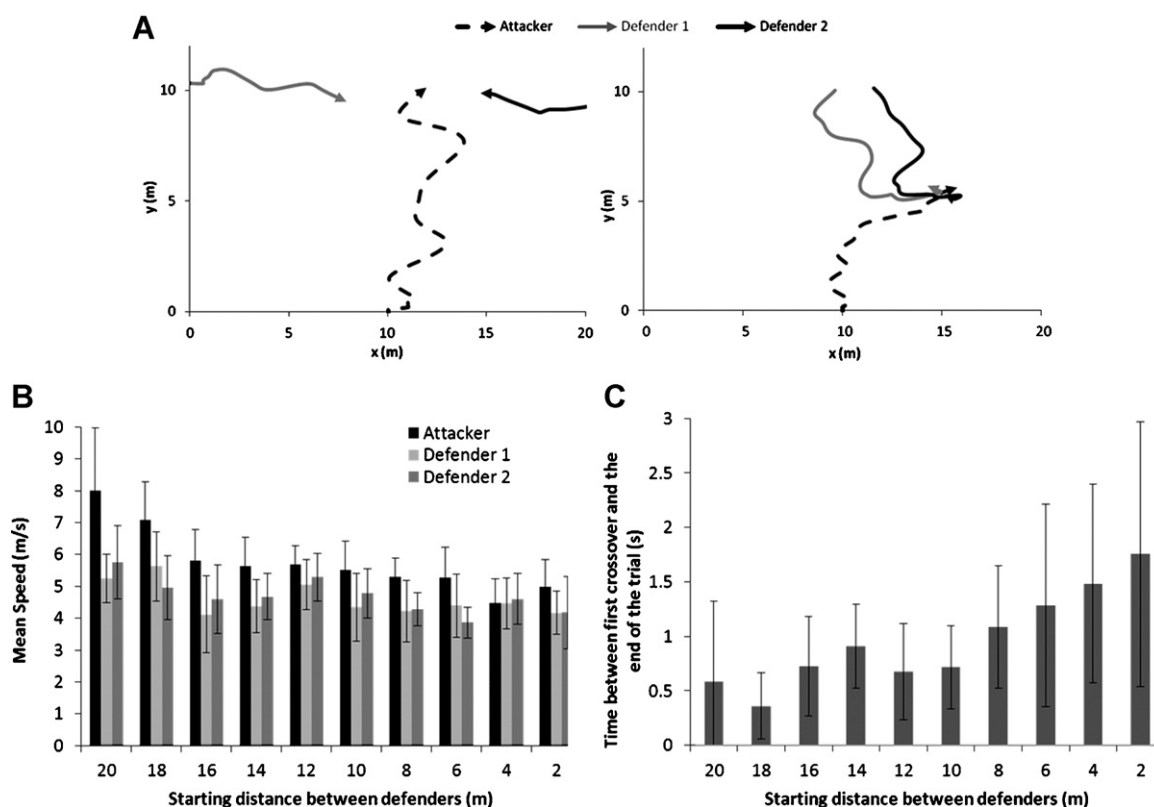 A
Attacker Defender 1 Defender 2
10
5
0
y (m)
0 5 10 15 20
x (m)
10
5
0
y (m)
0 5 10 15 20
x (m)
B
10
9
8
7
6
5
4
3
2
1
0
Mean Speed (m/s)
Attacker
Defender 1
Defender 2
20 18 16 14 12 10 8 6 4 2
Starting distance between defenders (m)
C
3
2.5
2
1.5
1
0.5
0
Time between first crossover and the
end of the trial (s)
20 18 16 14 12 10 8 6 4 2
Starting distance between defenders (m)